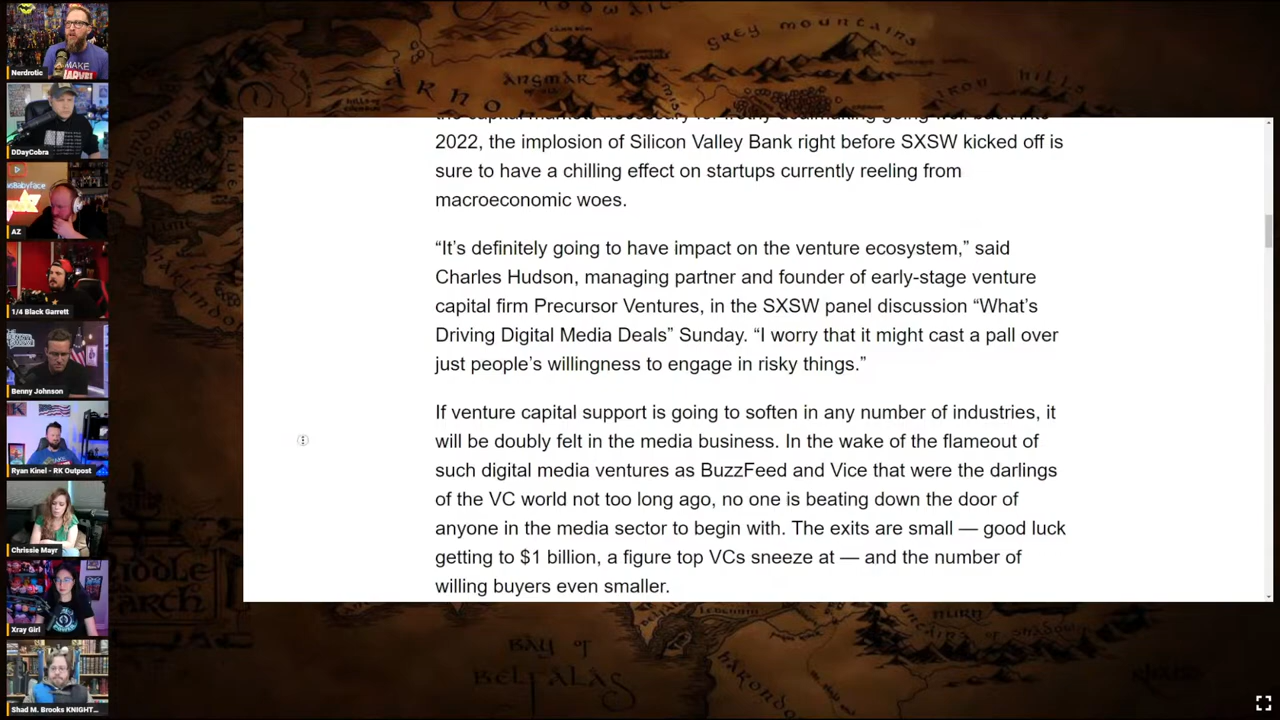 Nerdrotic
DDayCobra
AZ
1/4 Black Garrett
Benny Johnson
Ryan Kinel - RK Outpost
Chrissie Mayr
Xray Girl
Shad M. Brooks KNIGHT...
MAKE
MARVEL
GREY mountains
ANGMAR
ARNO
2022, the implosion of Silicon Valley Bank right before SXSW kicked off is
sure to have a chilling effect on startups currently reeling from
macroeconomic woes.
“It’s definitely going to have impact on the venture ecosystem,” said
Charles Hudson, managing partner and founder of early-stage venture
capital firm Precursor Ventures, in the SXSW panel discussion “What’s
Driving Digital Media Deals” Sunday. “I worry that it might cast a pall over
just people’s willingness to engage in risky things.”
If venture capital support is going to soften in any number of industries, it
will be doubly felt in the media business. In the wake of the flameout of
such digital media ventures as BuzzFeed and Vice that were the darlings
of the VC world not too long ago, no one is beating down the door of
anyone in the media sector to begin with. The exits are small — good luck
getting to $1 billion, a figure top VCs sneeze at — and the number of
willing buyers even smaller.
BAY of
BELFALAS